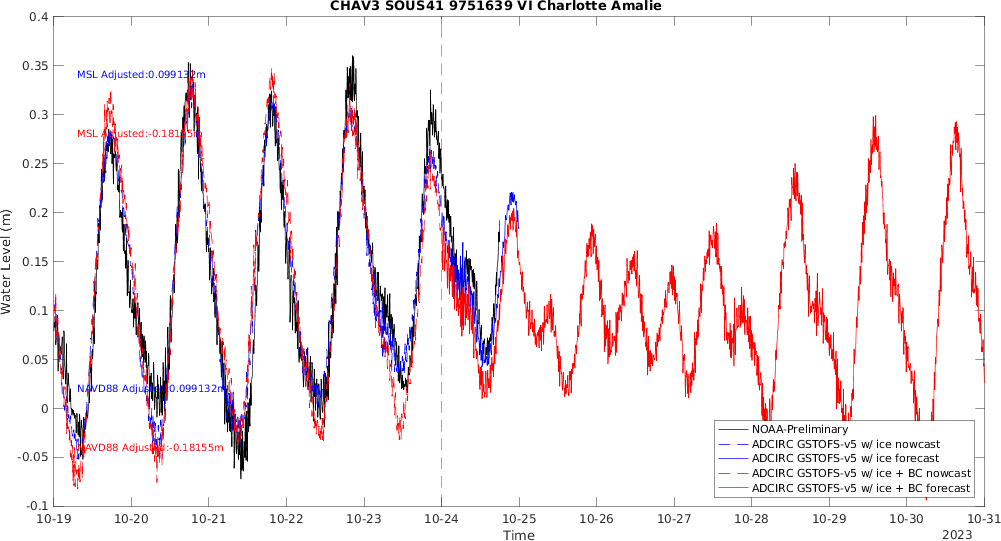 CHAV3 SOUS41 9751639 VI Charlotte Amalie
Water Level (m)
0.4
0.35
0.3
0.25
0.2
0.15
0.1
0.05
0
-0.05
-0.1
MSL Adjusted:0.099132m
MSL Adjusted:-0.18155m
NAVD88 Adjusted:0.099132m
NAVD88 Adjusted:-0.18155m
NOAA-Preliminary
ADCIRC GSTOFS-v5 w/ ice nowcast
ADCIRC GSTOFS-v5 w/ ice forecast
ADCIRC GSTOFS-v5 w/ ice + BC nowcast
ADCIRC GSTOFS-v5 w/ ice + BC forecast
10-19 10-20 10-21 10-22 10-23 10-24 10-25 10-26 10-27 10-28 10-29 10-30 10-31
Time
2023